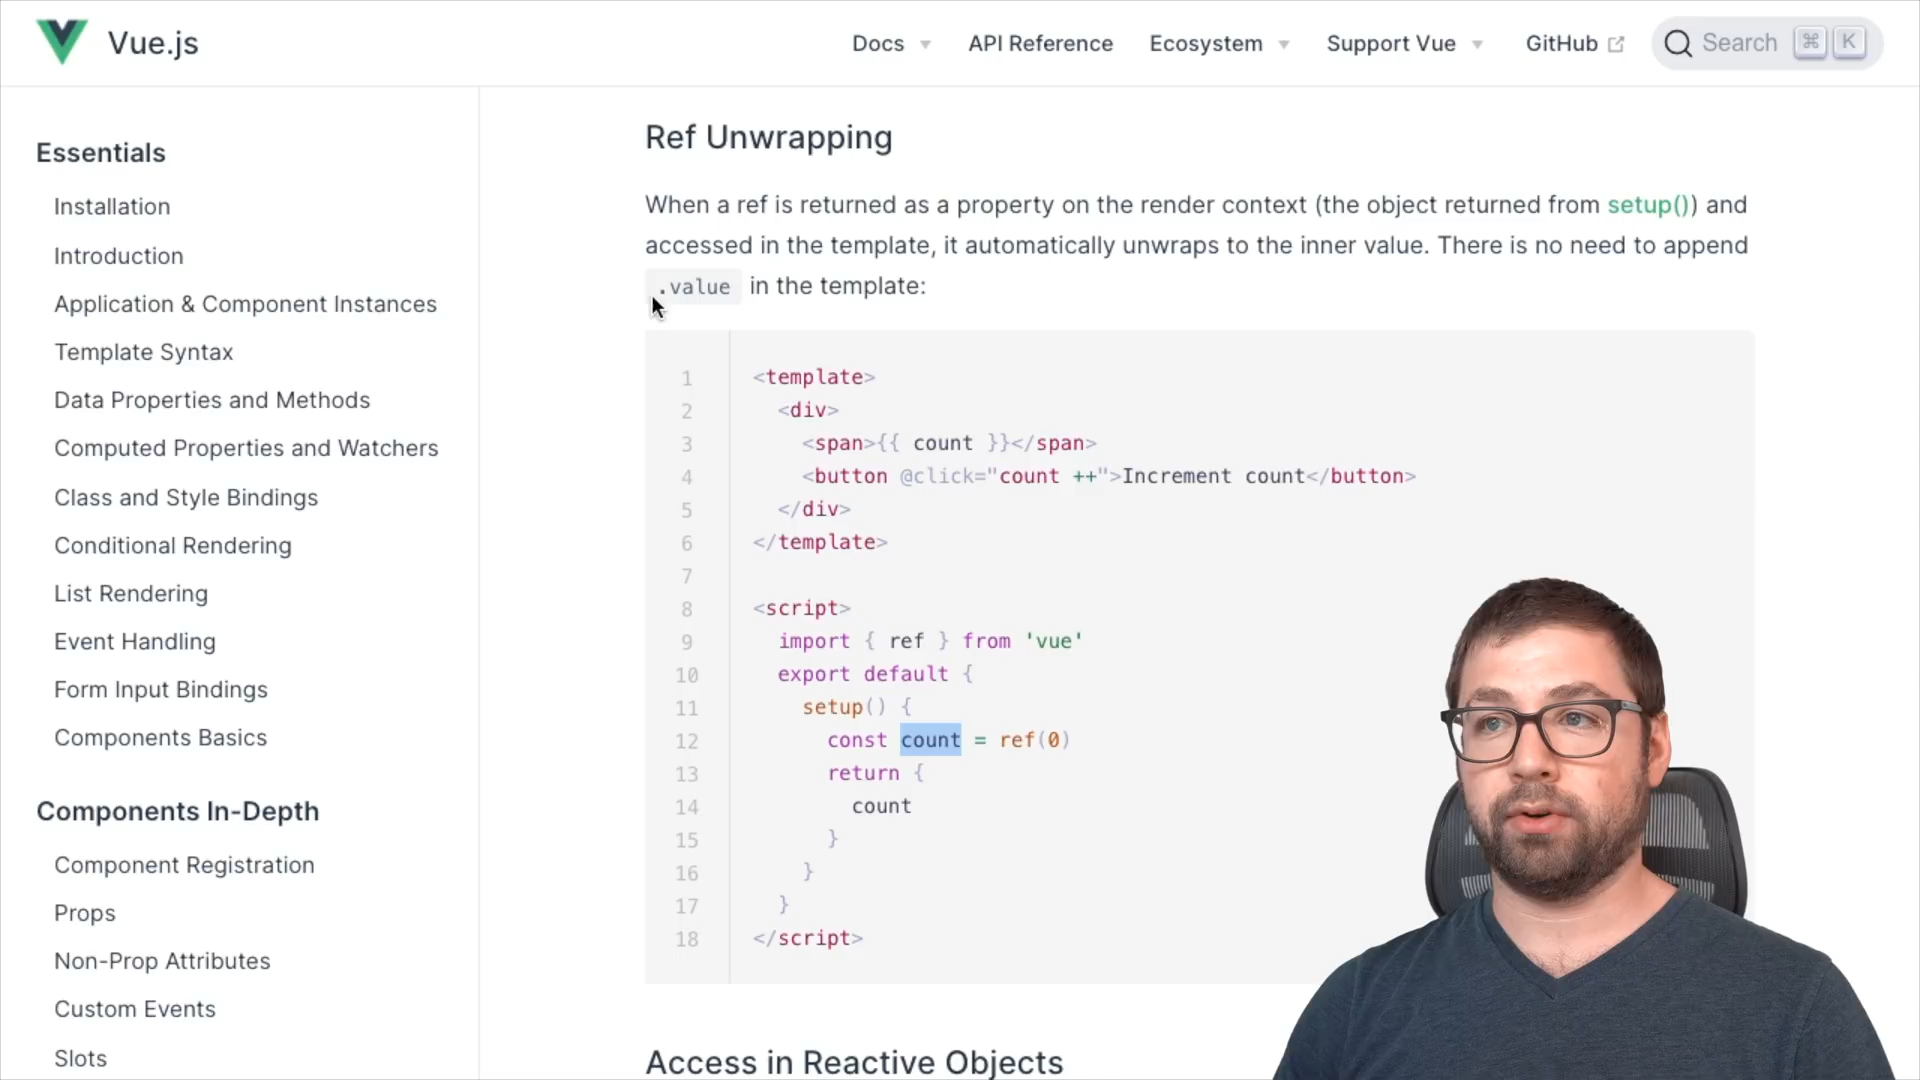 Vue.js
Docs
API Reference
Ecosystem
Support Vue
GitHub
Search ⌘ K
Essentials
Installation
Introduction
Application & Component Instances
Template Syntax
Data Properties and Methods
Computed Properties and Watchers
Class and Style Bindings
Conditional Rendering
List Rendering
Event Handling
Form Input Bindings
Components Basics
Components In-Depth
Component Registration
Props
Non-Prop Attributes
Custom Events
Slots
Ref Unwrapping
When a ref is returned as a property on the render context (the object returned from setup()) and
accessed in the template, it automatically unwraps to the inner value. There is no need to append
.value in the template:
1 <template>
2 <div>
3 <span>{{ count }}</span>
4 <button @click="count ++">Increment count</button>
5 </div>
6 </template>
7
8 <script>
9 import { ref } from 'vue'
10 export default {
11 setup() {
12 const count = ref(0)
13 return {
14 count
15 }
16 }
17 }
18 </script>
Access in Reactive Objects